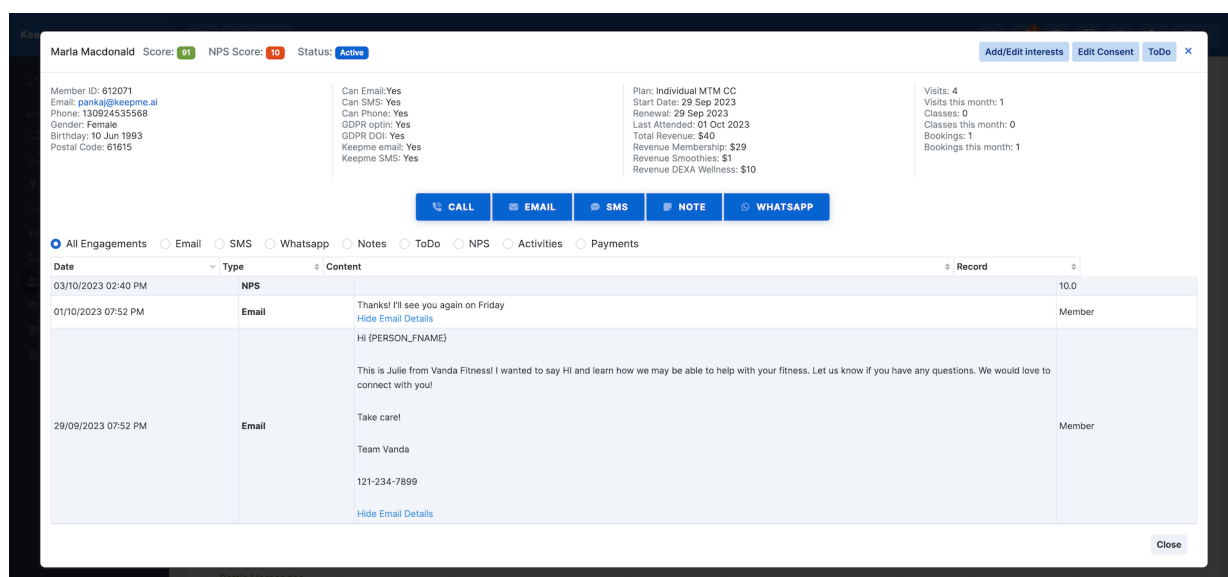 Kee
Marla Macdonald Score: 91 NPS Score: 10 Status: Active
Add/Edit interests Edit Consent ToDo ×
Member ID: 612071
Email: pankaj@keepme.ai
Phone: 130924535568
Gender: Female
Birthday: 10 Jun 1993
Postal Code: 61615
Can Email:Yes
Can SMS: Yes
Can Phone: Yes
GDPR optin: Yes
GDPR DOI: Yes
Keepme email: Yes
Keepme SMS: Yes
Plan: Individual MTM CC
Start Date: 29 Sep 2023
Renewal: 29 Sep 2023
Last Attended: 01 Oct 2023
Total Revenue: $40
Revenue Membership: $29
Revenue Smoothies: $1
Revenue DEXA Wellness: $10
Visits: 4
Visits this month: 1
Classes: 0
Classes this month: 0
Bookings: 1
Bookings this month: 1
CALL EMAIL SMS NOTE WHATSAPP
All Engagements Email SMS Whatsapp Notes ToDo NPS Activities Payments
Date Type Content Record
03/10/2023 02:40 PM NPS 10.0
01/10/2023 07:52 PM Email Thanks! I'll see you again on Friday Member
Hide Email Details
Hi {PERSON_FNAME}
This is Julie from Vanda Fitness! I wanted to say HI and learn how we may be able to help with your fitness. Let us know if you have any questions. We would love to
connect with you!
Take care!
29/09/2023 07:52 PM Email Member
Team Vanda
121-234-7899
Hide Email Details
Close